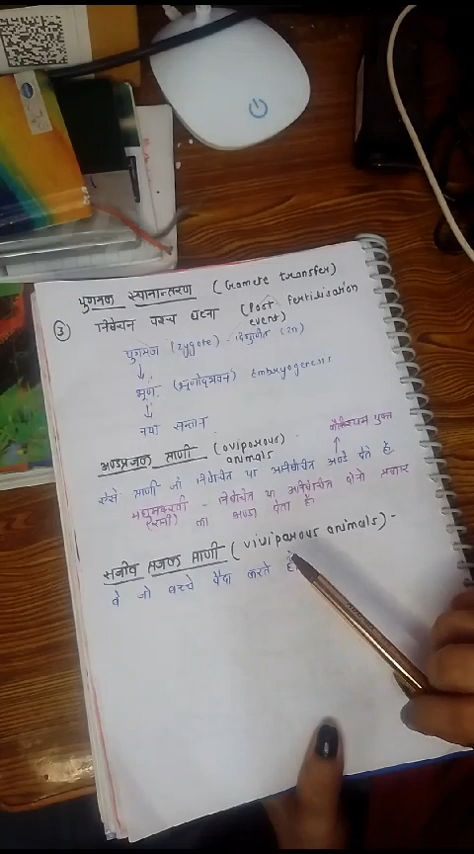 युग्मक स्थानान्तरण (Gamete transfer)
③ निषेचन पश्च घटना (Post fertilisation event)
युग्मनज (zygote) - द्विगुणित (2n)
↓
भ्रूण. (भ्रूणोद्भवन) Embryogenesis
↓
नया सन्तान
अण्डप्रजक प्राणी (oviparous animals) -
कैल्शियम युक्त
ऐसे प्राणी जो निषेचित या अनिषेचित अण्डे देते हैं.
मधुमक्खी (रानी) - निषेचित या अनिषेचित दोनों प्रकार
का अण्डा देता है।
सजीव प्रजक प्राणी (viviparous animals) -
वे जो बच्चे पैदा करते हैं